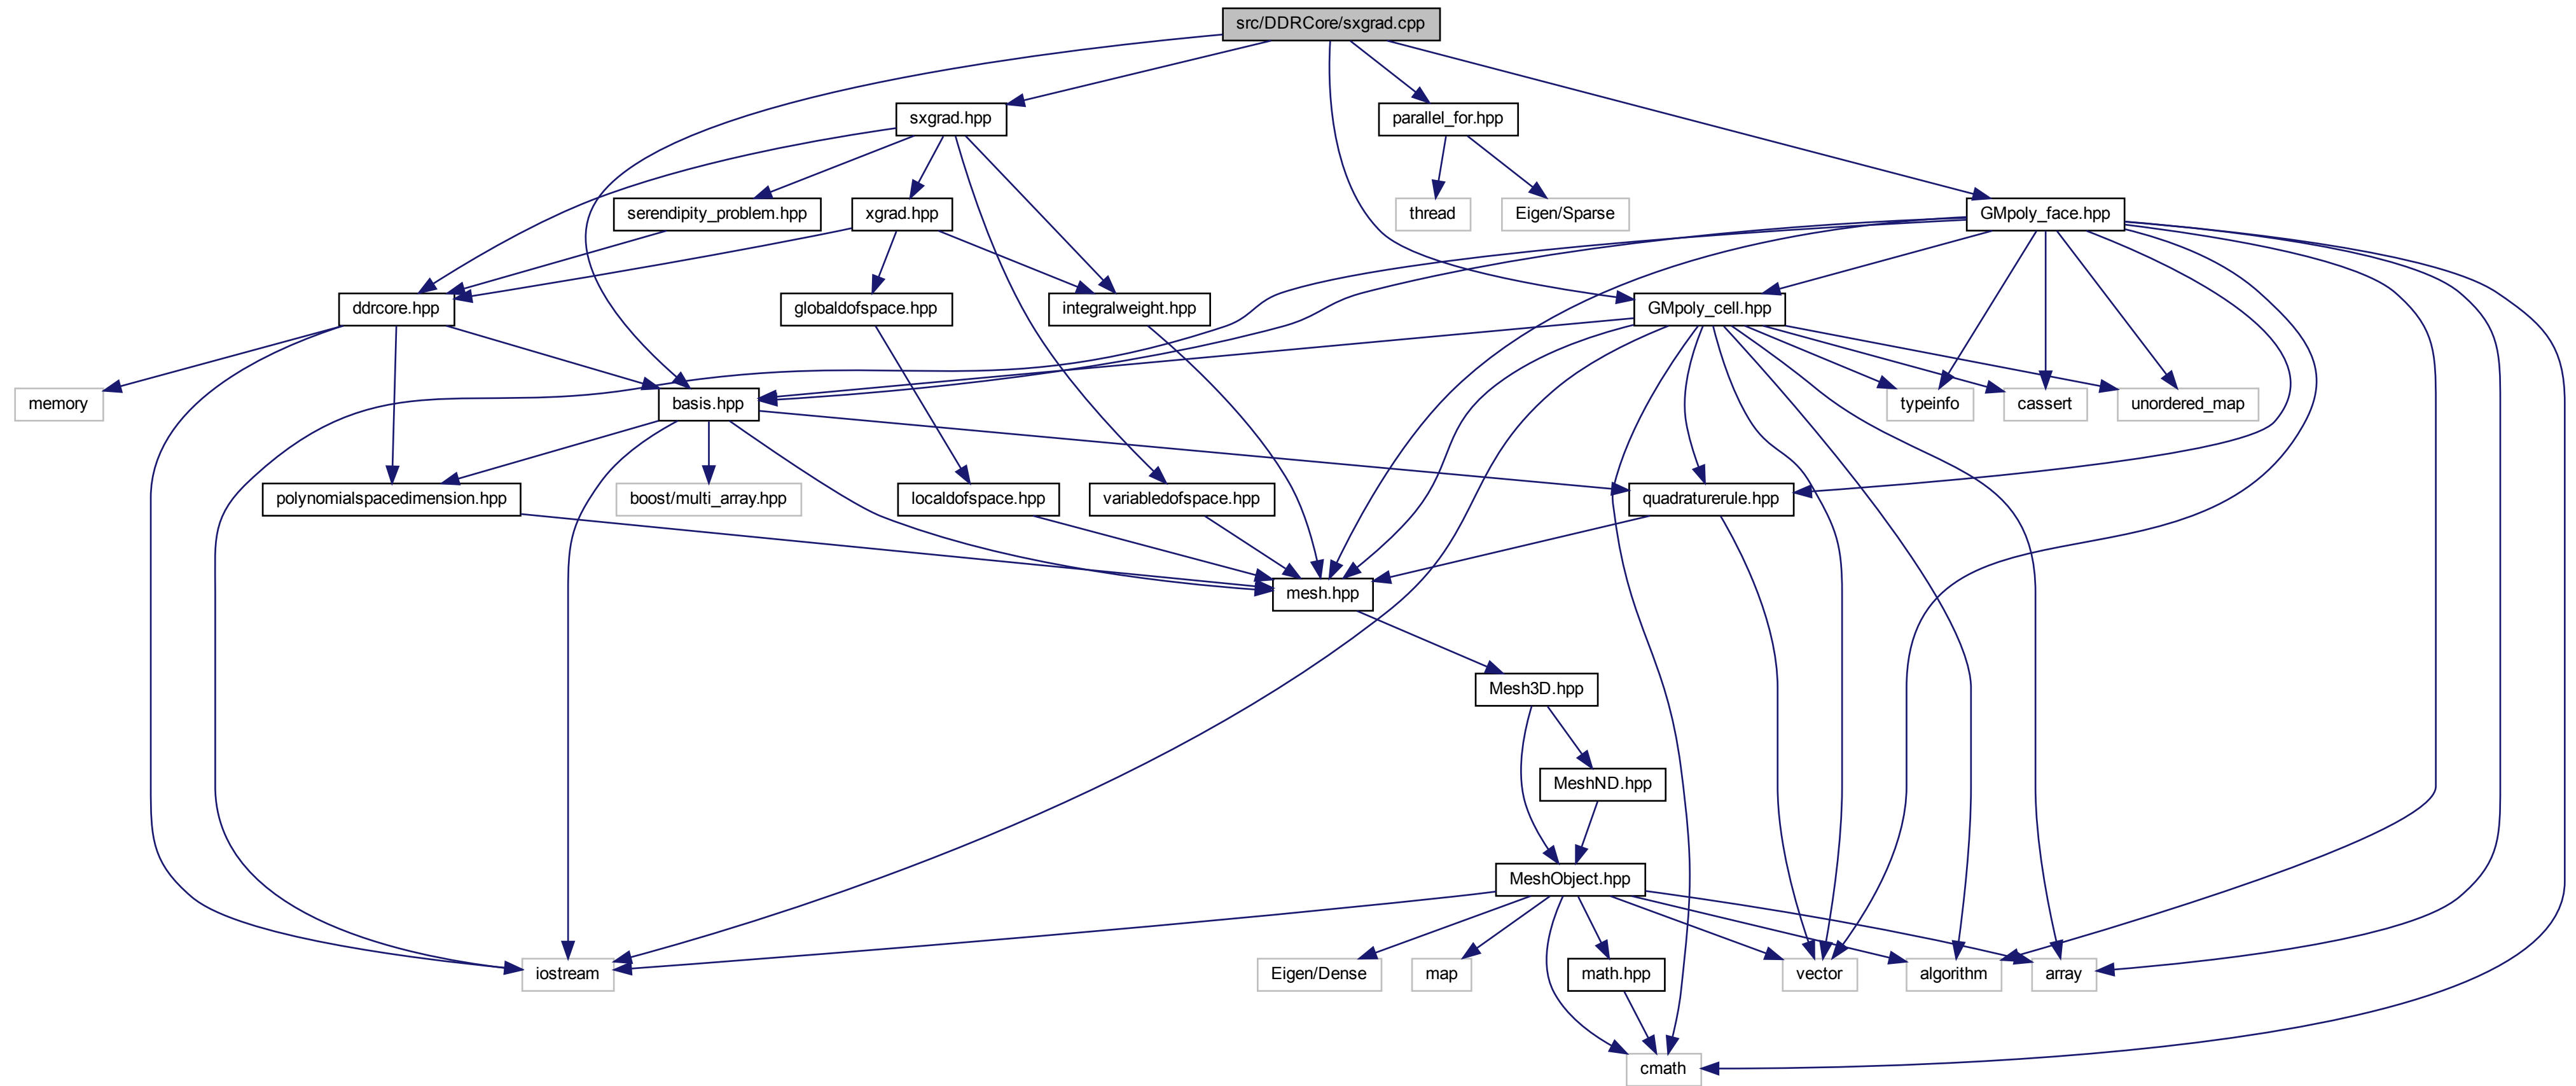 src/DDRCore/sxgrad.cpp
sxgrad.hpp
parallel_for.hpp
serendipity_problem.hpp
xgrad.hpp
thread
Eigen/Sparse
GMpoly_face.hpp
ddrcore.hpp
globaldofspace.hpp
integralweight.hpp
GMpoly_cell.hpp
memory
basis.hpp
typeinfo
cassert
unordered_map
polynomialspacedimension.hpp
boost/multi_array.hpp
localdofspace.hpp
variabledofspace.hpp
quadraturerule.hpp
mesh.hpp
Mesh3D.hpp
MeshND.hpp
MeshObject.hpp
iostream
Eigen/Dense
map
math.hpp
vector
algorithm
array
cmath